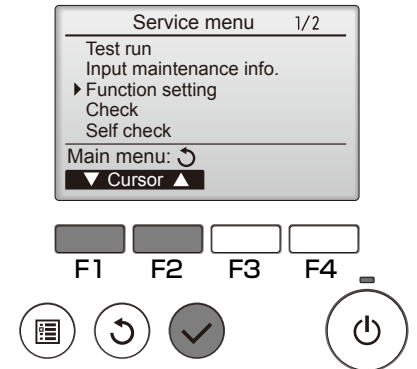 Service menu 1/2
Test run
Input maintenance info.
Function setting
Check
Self check
Main menu:
▼ Cursor ▲
F1 F2 F3 F4